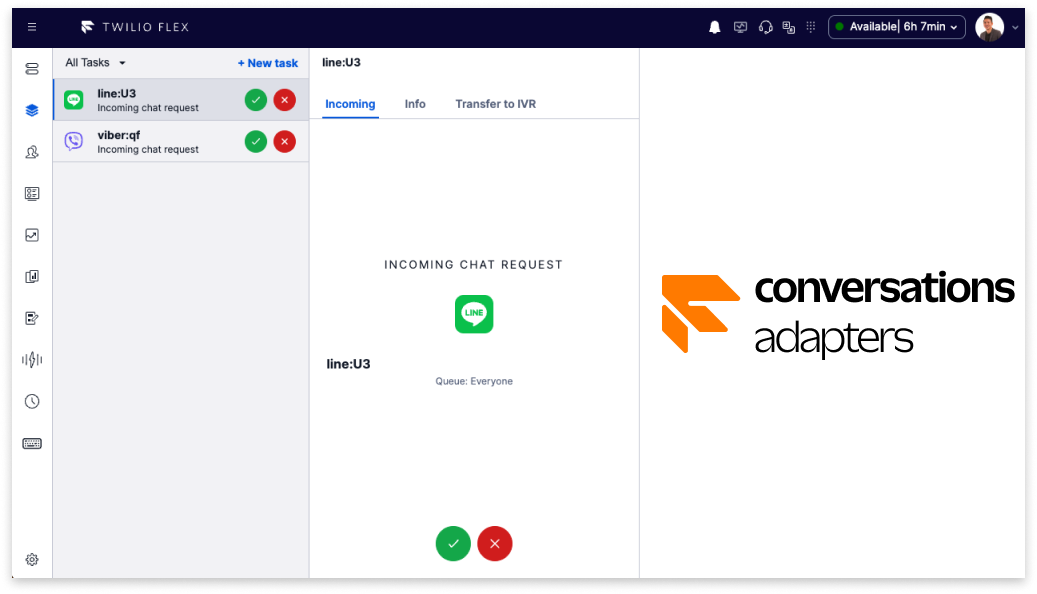 TWILIO FLEX
Available| 6h 7min
All Tasks
+ New task
line:U3
Incoming chat request
viber:qf
Incoming chat request
line:U3
Incoming
Info
Transfer to IVR
INCOMING CHAT REQUEST
LINE
line:U3
Queue: Everyone
conversations
adapters